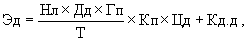 Эд = Нл × Дд × Гп / Т × Кп × Цд + Кд.д ,